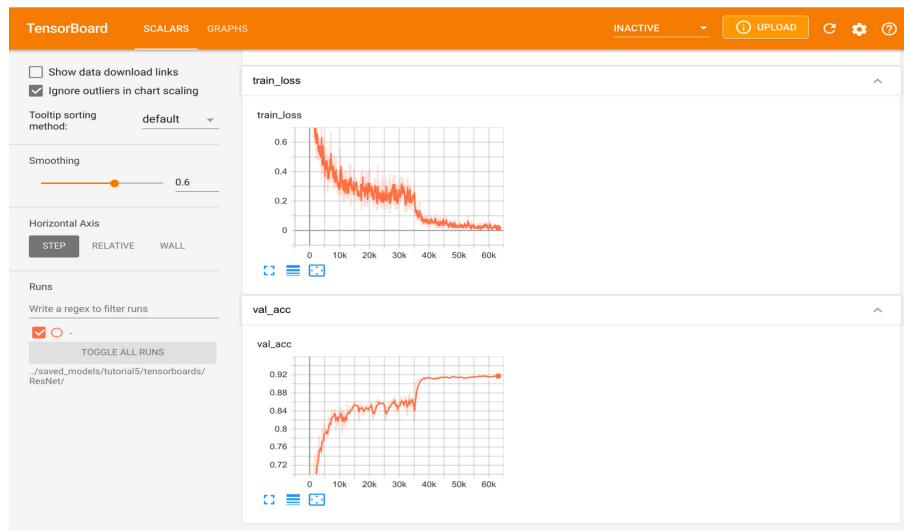 TensorBoard
SCALARS
GRAPHS
INACTIVE
UPLOAD
Show data download links
Ignore outliers in chart scaling
Tooltip sorting
method:
default
Smoothing
0.6
Horizontal Axis
STEP
RELATIVE
WALL
Runs
Write a regex to filter runs
.
TOGGLE ALL RUNS
../saved_models/tutorial5/tensorboards/
ResNet/
train_loss
train_loss
0.6
0.4
0.2
0
0 10k 20k 30k 40k 50k 60k
val_acc
val_acc
0.92
0.88
0.84
0.8
0.76
0.72
0 10k 20k 30k 40k 50k 60k